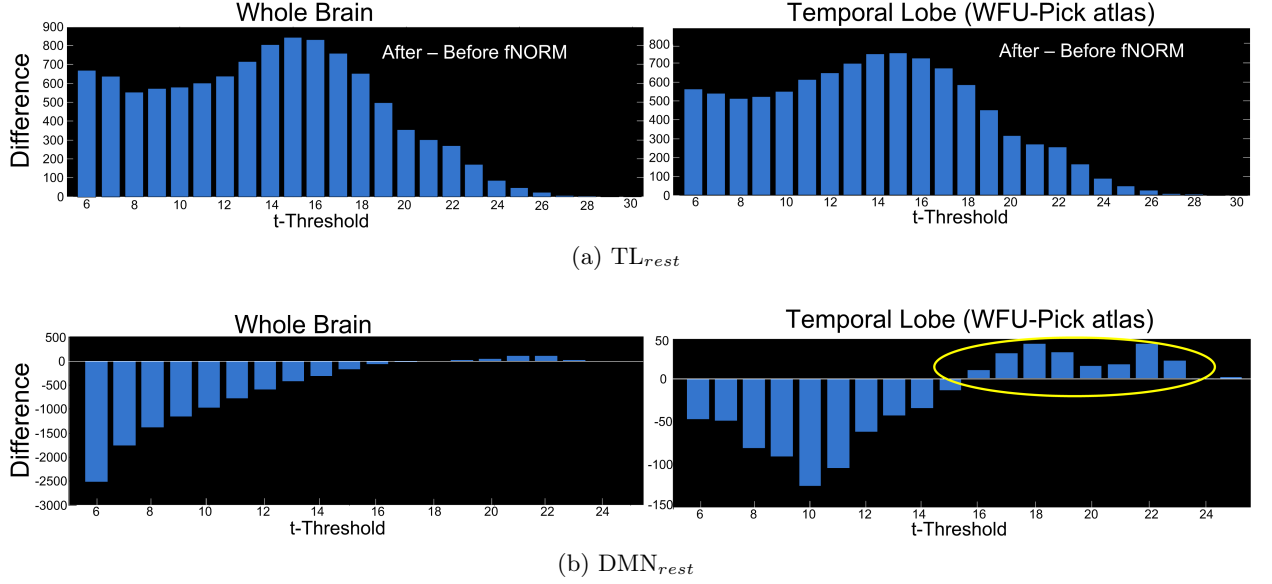 Whole Brain
Temporal Lobe (WFU-Pick atlas)
After – Before fNORM
After – Before fNORM
Difference
900
800
700
600
500
400
300
200
100
0
6 8 10 12 14 16 18 20 22 24 26 28 30
t-Threshold
800
700
600
500
400
300
200
100
0
6 8 10 12 14 16 18 20 22 24 26 28 30
t-Threshold
(a) TLrest
Whole Brain
Temporal Lobe (WFU-Pick atlas)
Difference
500
0
-500
-1000
-1500
-2000
-2500
-3000
6 8 10 12 14 16 18 20 22 24
t-Threshold
50
0
-50
-100
-150
6 8 10 12 14 16 18 20 22 24
t-Threshold
(b) DMNrest